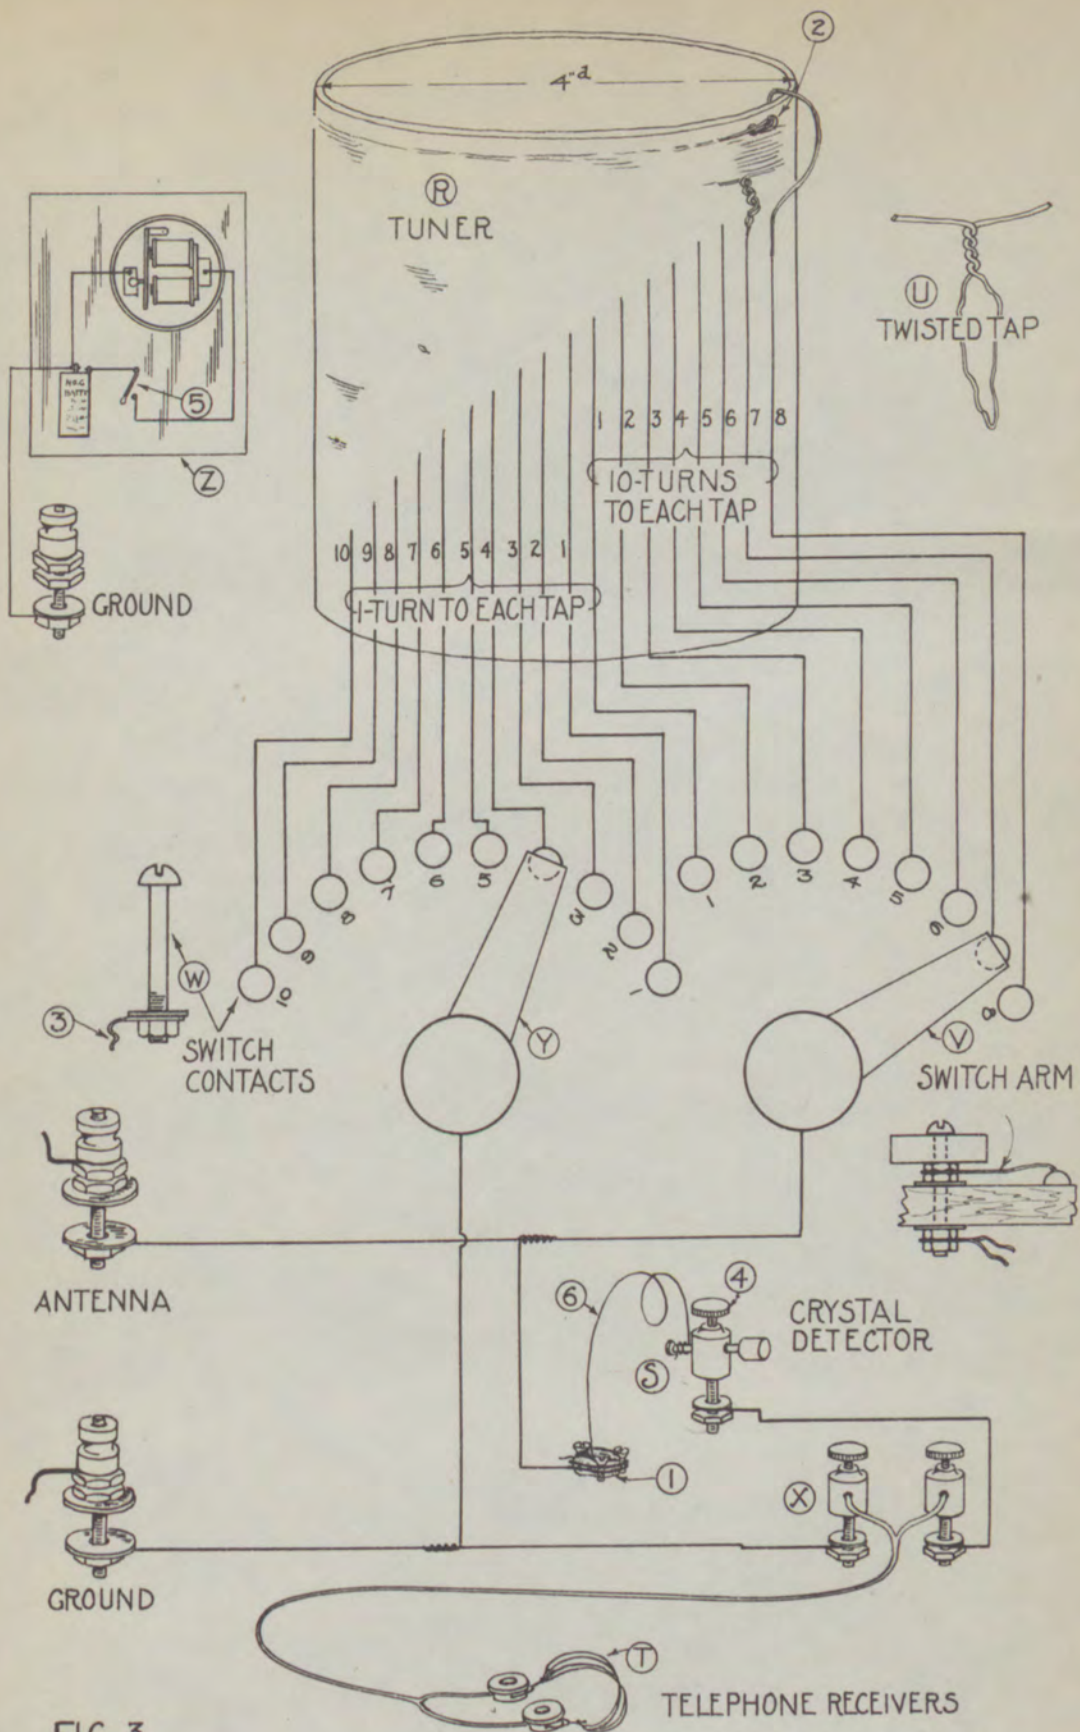 2
4"d
R
TUNER
U
TWISTED TAP
5
Z
1 2 3 4 5 6 7 8
10-TURNS
TO EACH TAP
10 9 8 7 6 5 4 3 2 1
1-TURN TO EACH TAP
GROUND
10 9 8 7 6 5 3 2 1
1 2 3 4 5 6 8
W
3
SWITCH
CONTACTS
Y
V
SWITCH ARM
ANTENNA
6
4
CRYSTAL
DETECTOR
S
1
X
GROUND
T
TELEPHONE RECEIVERS
FIG. 3